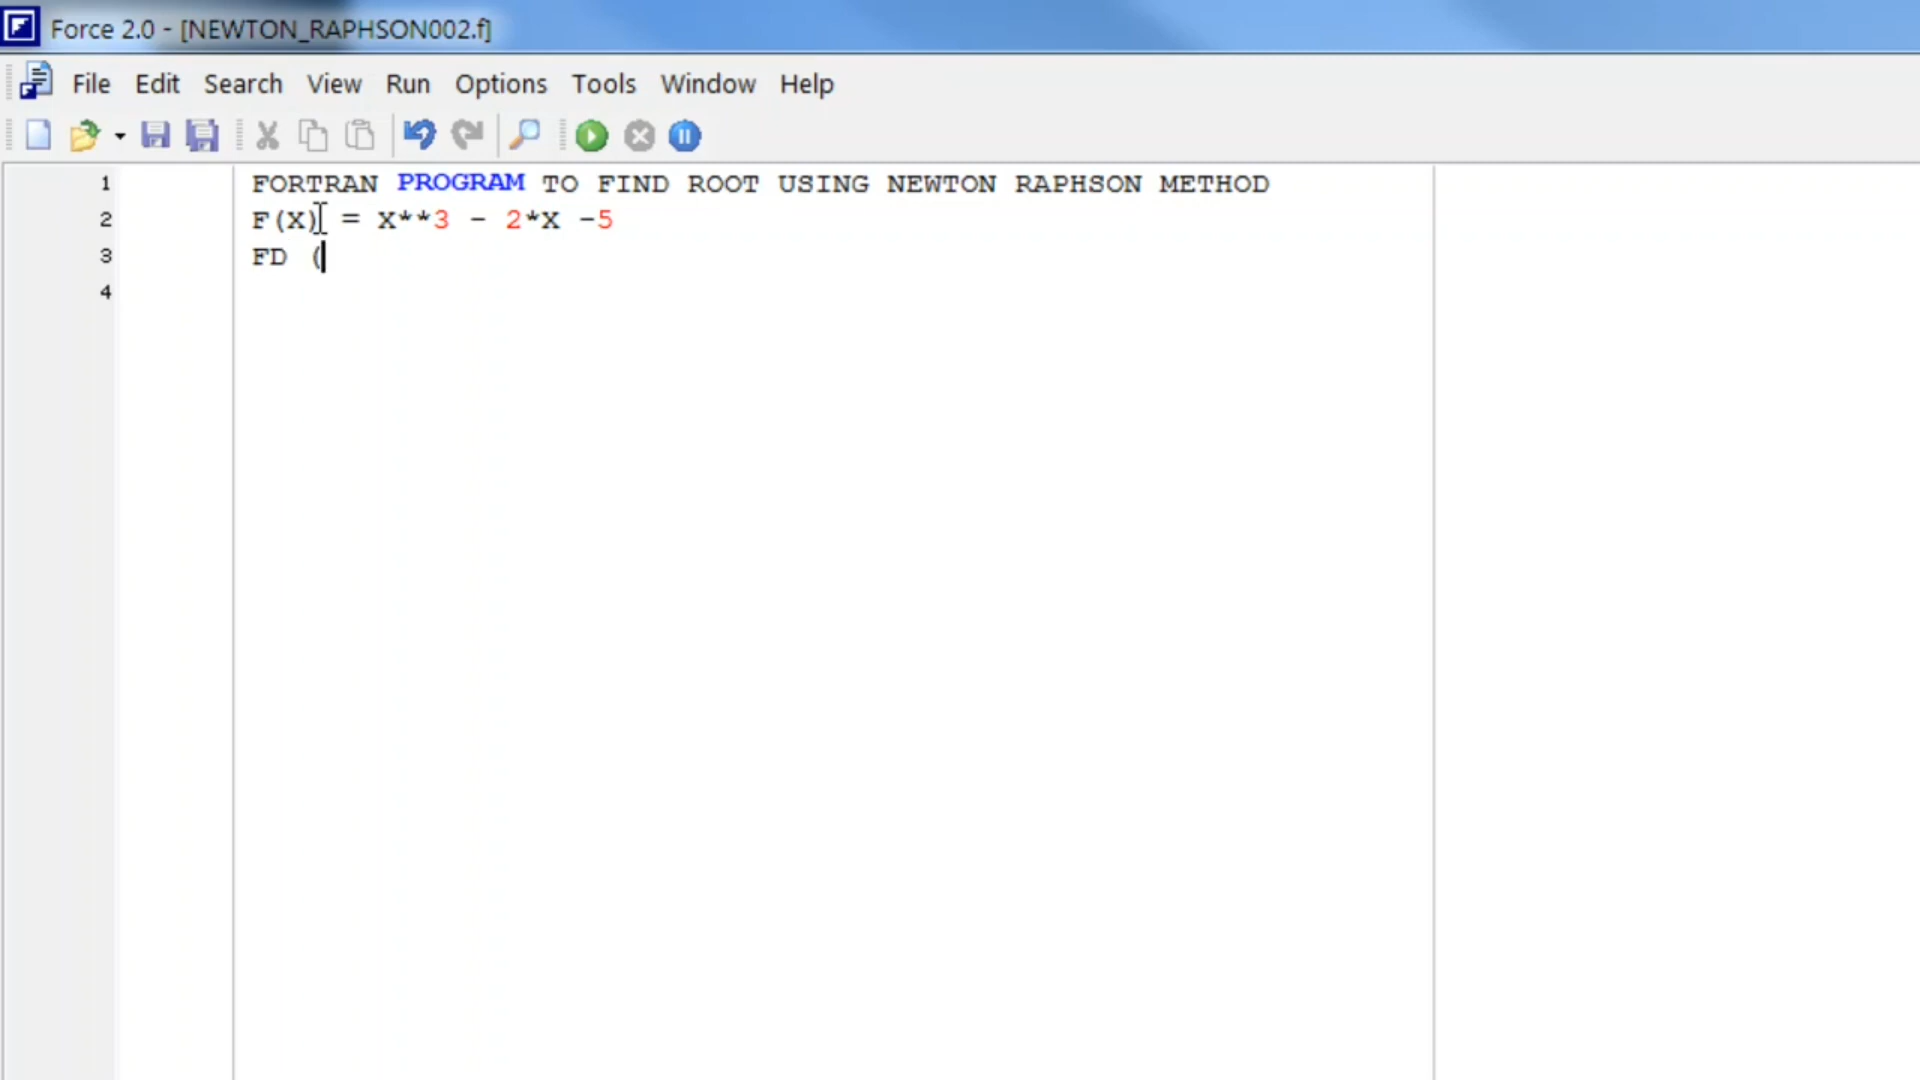 Force 2.0 - [NEWTON_RAPHSON002.f]
File Edit Search View Run Options Tools Window Help
1 FORTRAN PROGRAM TO FIND ROOT USING NEWTON RAPHSON METHOD
2 F(X) = X**3 - 2*X -5
3 FD (
4